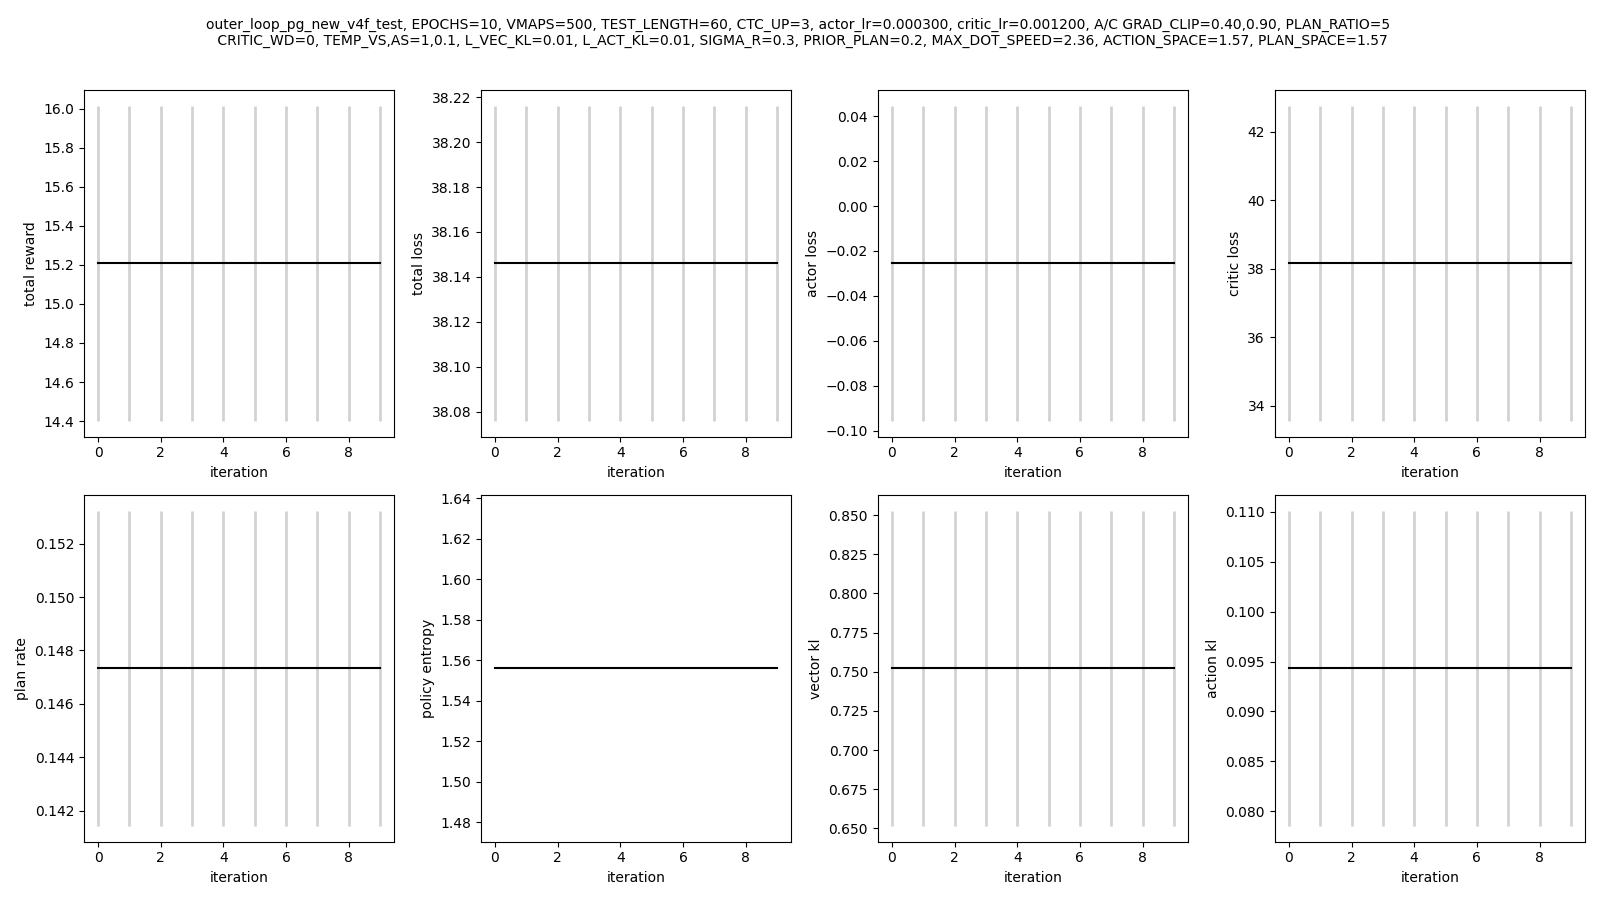 outer_loop_pg_new_v4f_test, EPOCHS=10, VMAPS=500, TEST_LENGTH=60, CTC_UP=3, actor_lr=0.000300, critic_lr=0.001200, A/C GRAD_CLIP=0.40,0.90, PLAN_RATIO=5
CRITIC_WD=0, TEMP_VS,AS=1,0.1, L_VEC_KL=0.01, L_ACT_KL=0.01, SIGMA_R=0.3, PRIOR_PLAN=0.2, MAX_DOT_SPEED=2.36, ACTION_SPACE=1.57, PLAN_SPACE=1.57
total reward
16.0
15.8
15.6
15.4
15.2
15.0
14.8
14.6
14.4
0 2 4 6 8
iteration
total loss
38.22
38.20
38.18
38.16
38.14
38.12
38.10
38.08
0 2 4 6 8
iteration
actor loss
0.04
0.02
0.00
−0.02
−0.04
−0.06
−0.08
−0.10
0 2 4 6 8
iteration
critic loss
42
40
38
36
34
0 2 4 6 8
iteration
plan rate
0.152
0.150
0.148
0.146
0.144
0.142
0 2 4 6 8
iteration
policy entropy
1.64
1.62
1.60
1.58
1.56
1.54
1.52
1.50
1.48
0 2 4 6 8
iteration
vector kl
0.850
0.825
0.800
0.775
0.750
0.725
0.700
0.675
0.650
0 2 4 6 8
iteration
action kl
0.110
0.105
0.100
0.095
0.090
0.085
0.080
0 2 4 6 8
iteration